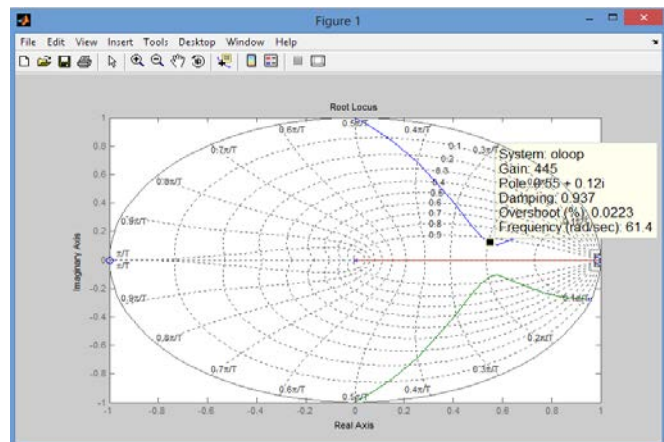 Figure 1
File Edit View Insert Tools Desktop Window Help
Root Locus
1
0.8
0.6
0.4
0.2
0
-0.2
-0.4
-0.6
-0.8
-1
Imaginary Axis
0.5π/T
0.6π/T
0.4π/T
0.7π/T
0.3π/T
0.8π/T
0.9π/T
π/T
π/T
0.9π/T
0.8π/T
0.7π/T
0.6π/T
0.5π/T
0.4π/T
0.3π/T
0.2π/T
0.1π/T
0.1
0.2
0.3
0.4
0.5
0.6
0.7
0.8
0.9
System: oloop
Gain: 445
Pole: 0.55 + 0.12i
Damping: 0.937
Overshoot (%): 0.0223
Frequency (rad/sec): 61.4
-1 -0.8 -0.6 -0.4 -0.2 0 0.2 0.4 0.6 0.8 1
Real Axis